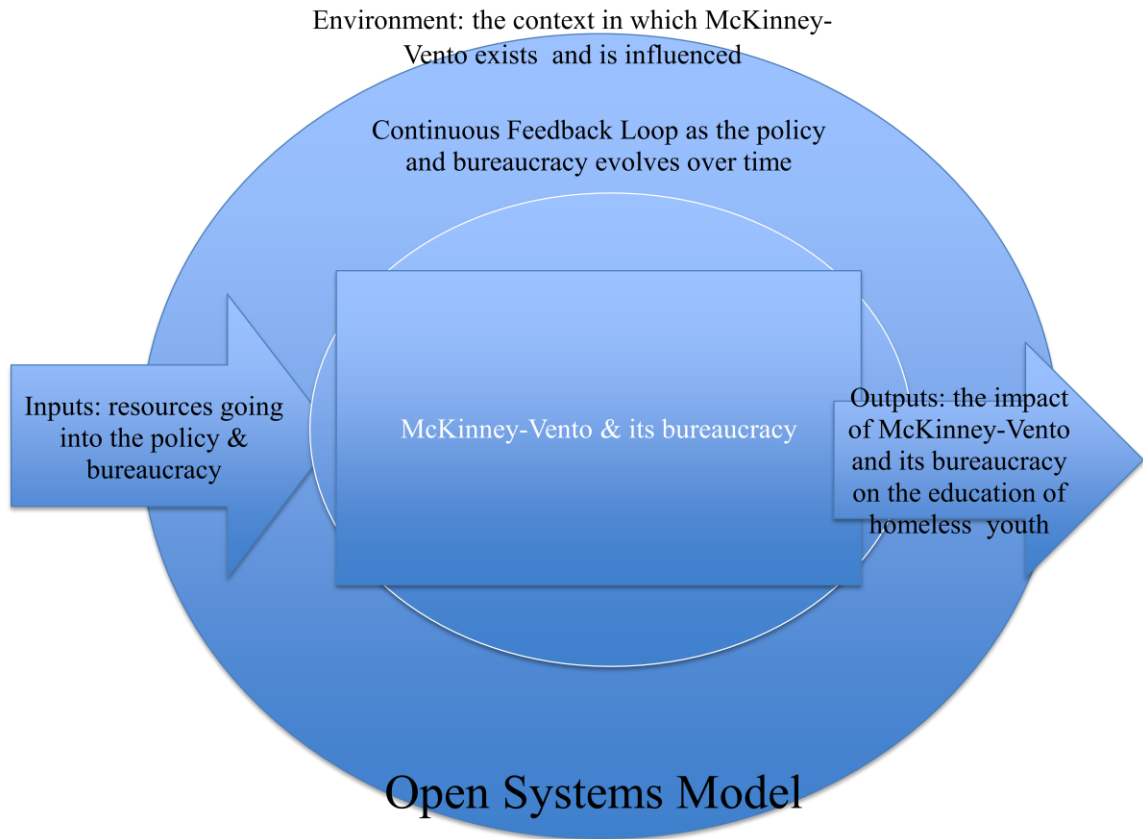 Environment: the context in which McKinney-
Vento exists and is influenced
Continuous Feedback Loop as the policy
and bureaucracy evolves over time
Inputs: resources going
into the policy &
bureaucracy
McKinney-Vento & its bureaucracy
Outputs: the impact
of McKinney-Vento
and its bureaucracy
on the education of
homeless youth
Open Systems Model